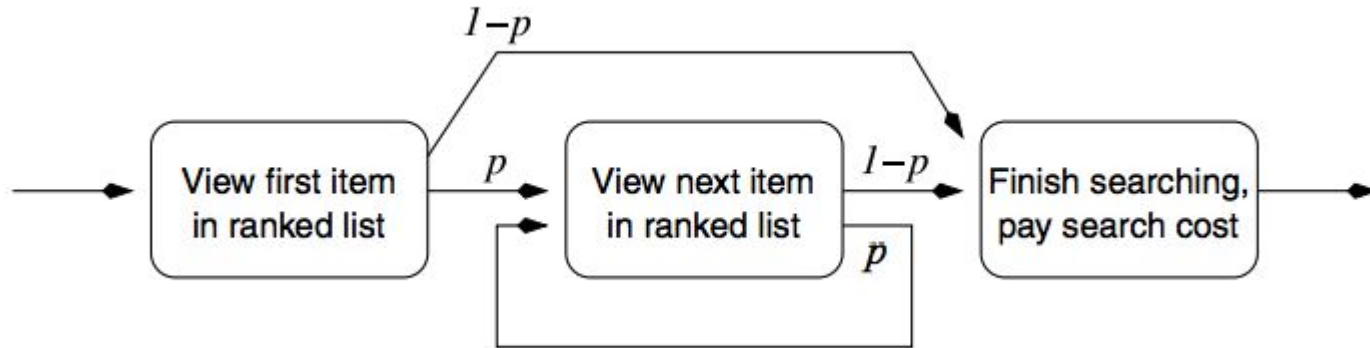 1−p
View first item
in ranked list
p
View next item
in ranked list
1−p
p
Finish searching,
pay search cost